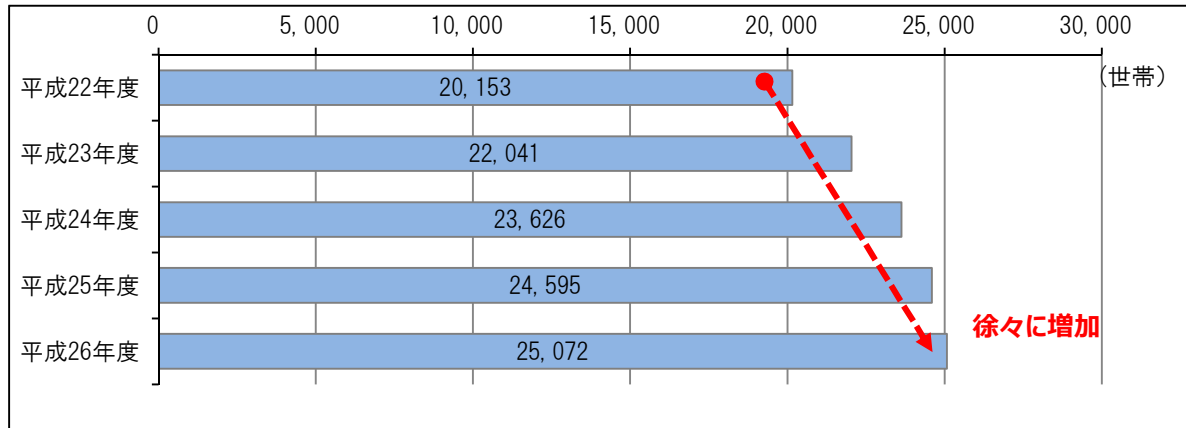 0 5,000 10,000 15,000 20,000 25,000 30,000
(世帯)
平成22年度 20,153
平成23年度 22,041
平成24年度 23,626
平成25年度 24,595
徐々に増加
平成26年度 25,072